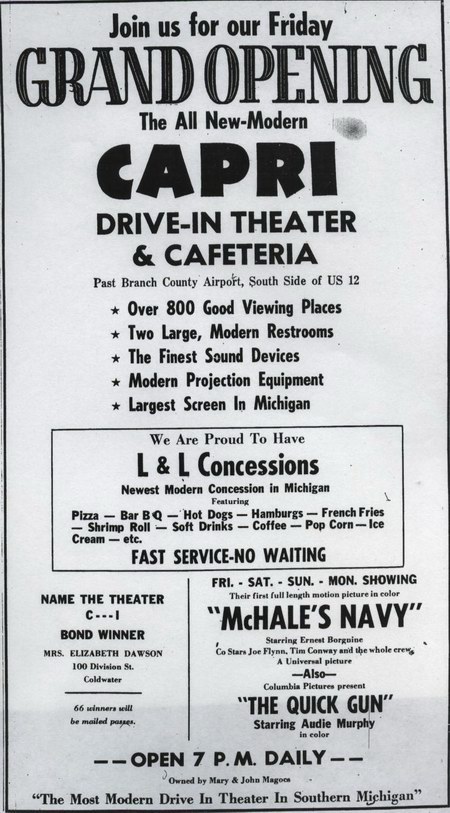 Join us for our Friday
GRAND OPENING
The All New-Modern
CAPRI
DRIVE-IN THEATER
& CAFETERIA
Past Branch County Airport, South Side of US 12
★ Over 800 Good Viewing Places
★ Two Large, Modern Restrooms
★ The Finest Sound Devices
★ Modern Projection Equipment
★ Largest Screen In Michigan
We Are Proud To Have
L & L Concessions
Newest Modern Concession in Michigan
Featuring
Pizza — Bar B Q — Hot Dogs — Hamburgs — French Fries
— Shrimp Roll — Soft Drinks — Coffee — Pop Corn — Ice
Cream — etc.
FAST SERVICE-NO WAITING
NAME THE THEATER
C---I
BOND WINNER
MRS. ELIZABETH DAWSON
100 Division St.
Coldwater
66 winners will
be mailed passes.
FRI. - SAT. - SUN. - MON. SHOWING
Their first full length motion picture in color
"McHALE'S NAVY"
Starring Ernest Borgnine
Co Stars Joe Flynn, Tim Conway and the whole crew
A Universal picture
—Also—
Columbia Pictures present
"THE QUICK GUN"
Starring Audie Murphy
in color
——OPEN 7 P.M. DAILY——
Owned by Mary & John Magocs
"The Most Modern Drive In Theater In Southern Michigan"